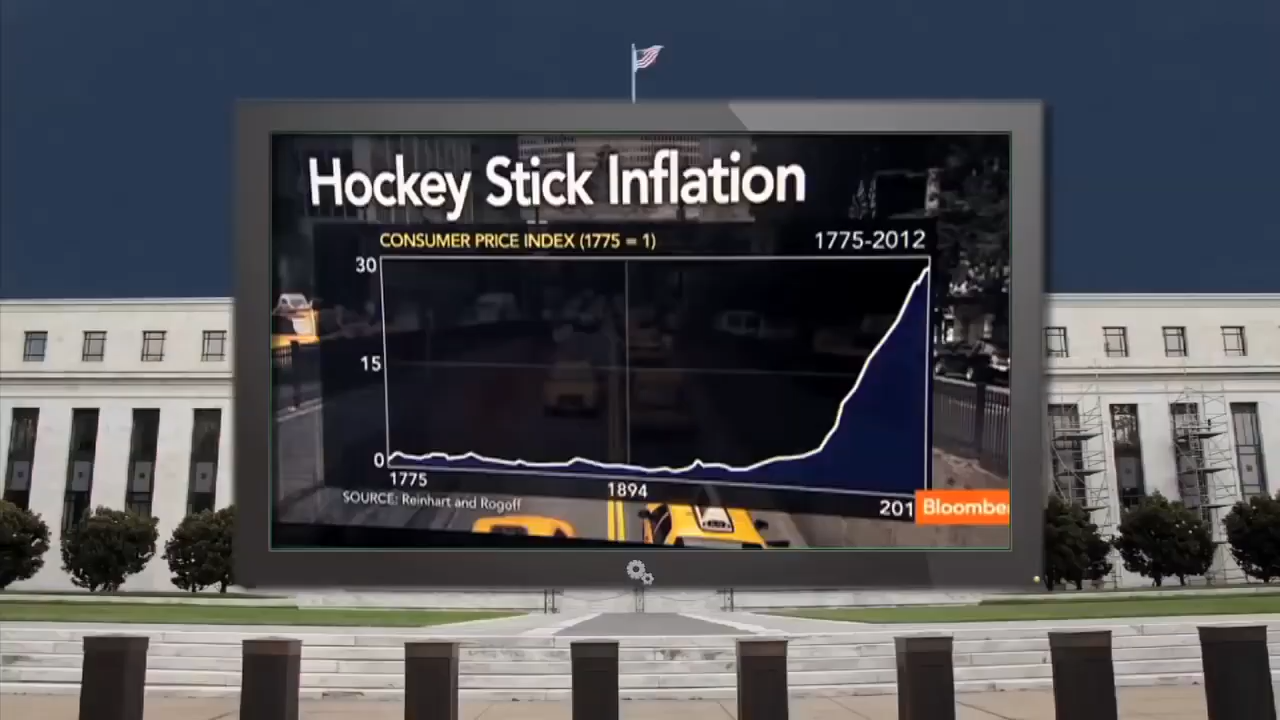 Hockey Stick Inflation
CONSUMER PRICE INDEX (1775 = 1)
1775-2012
30
15
0
1775
1894
201
SOURCE: Reinhart and Rogoff
Bloombe